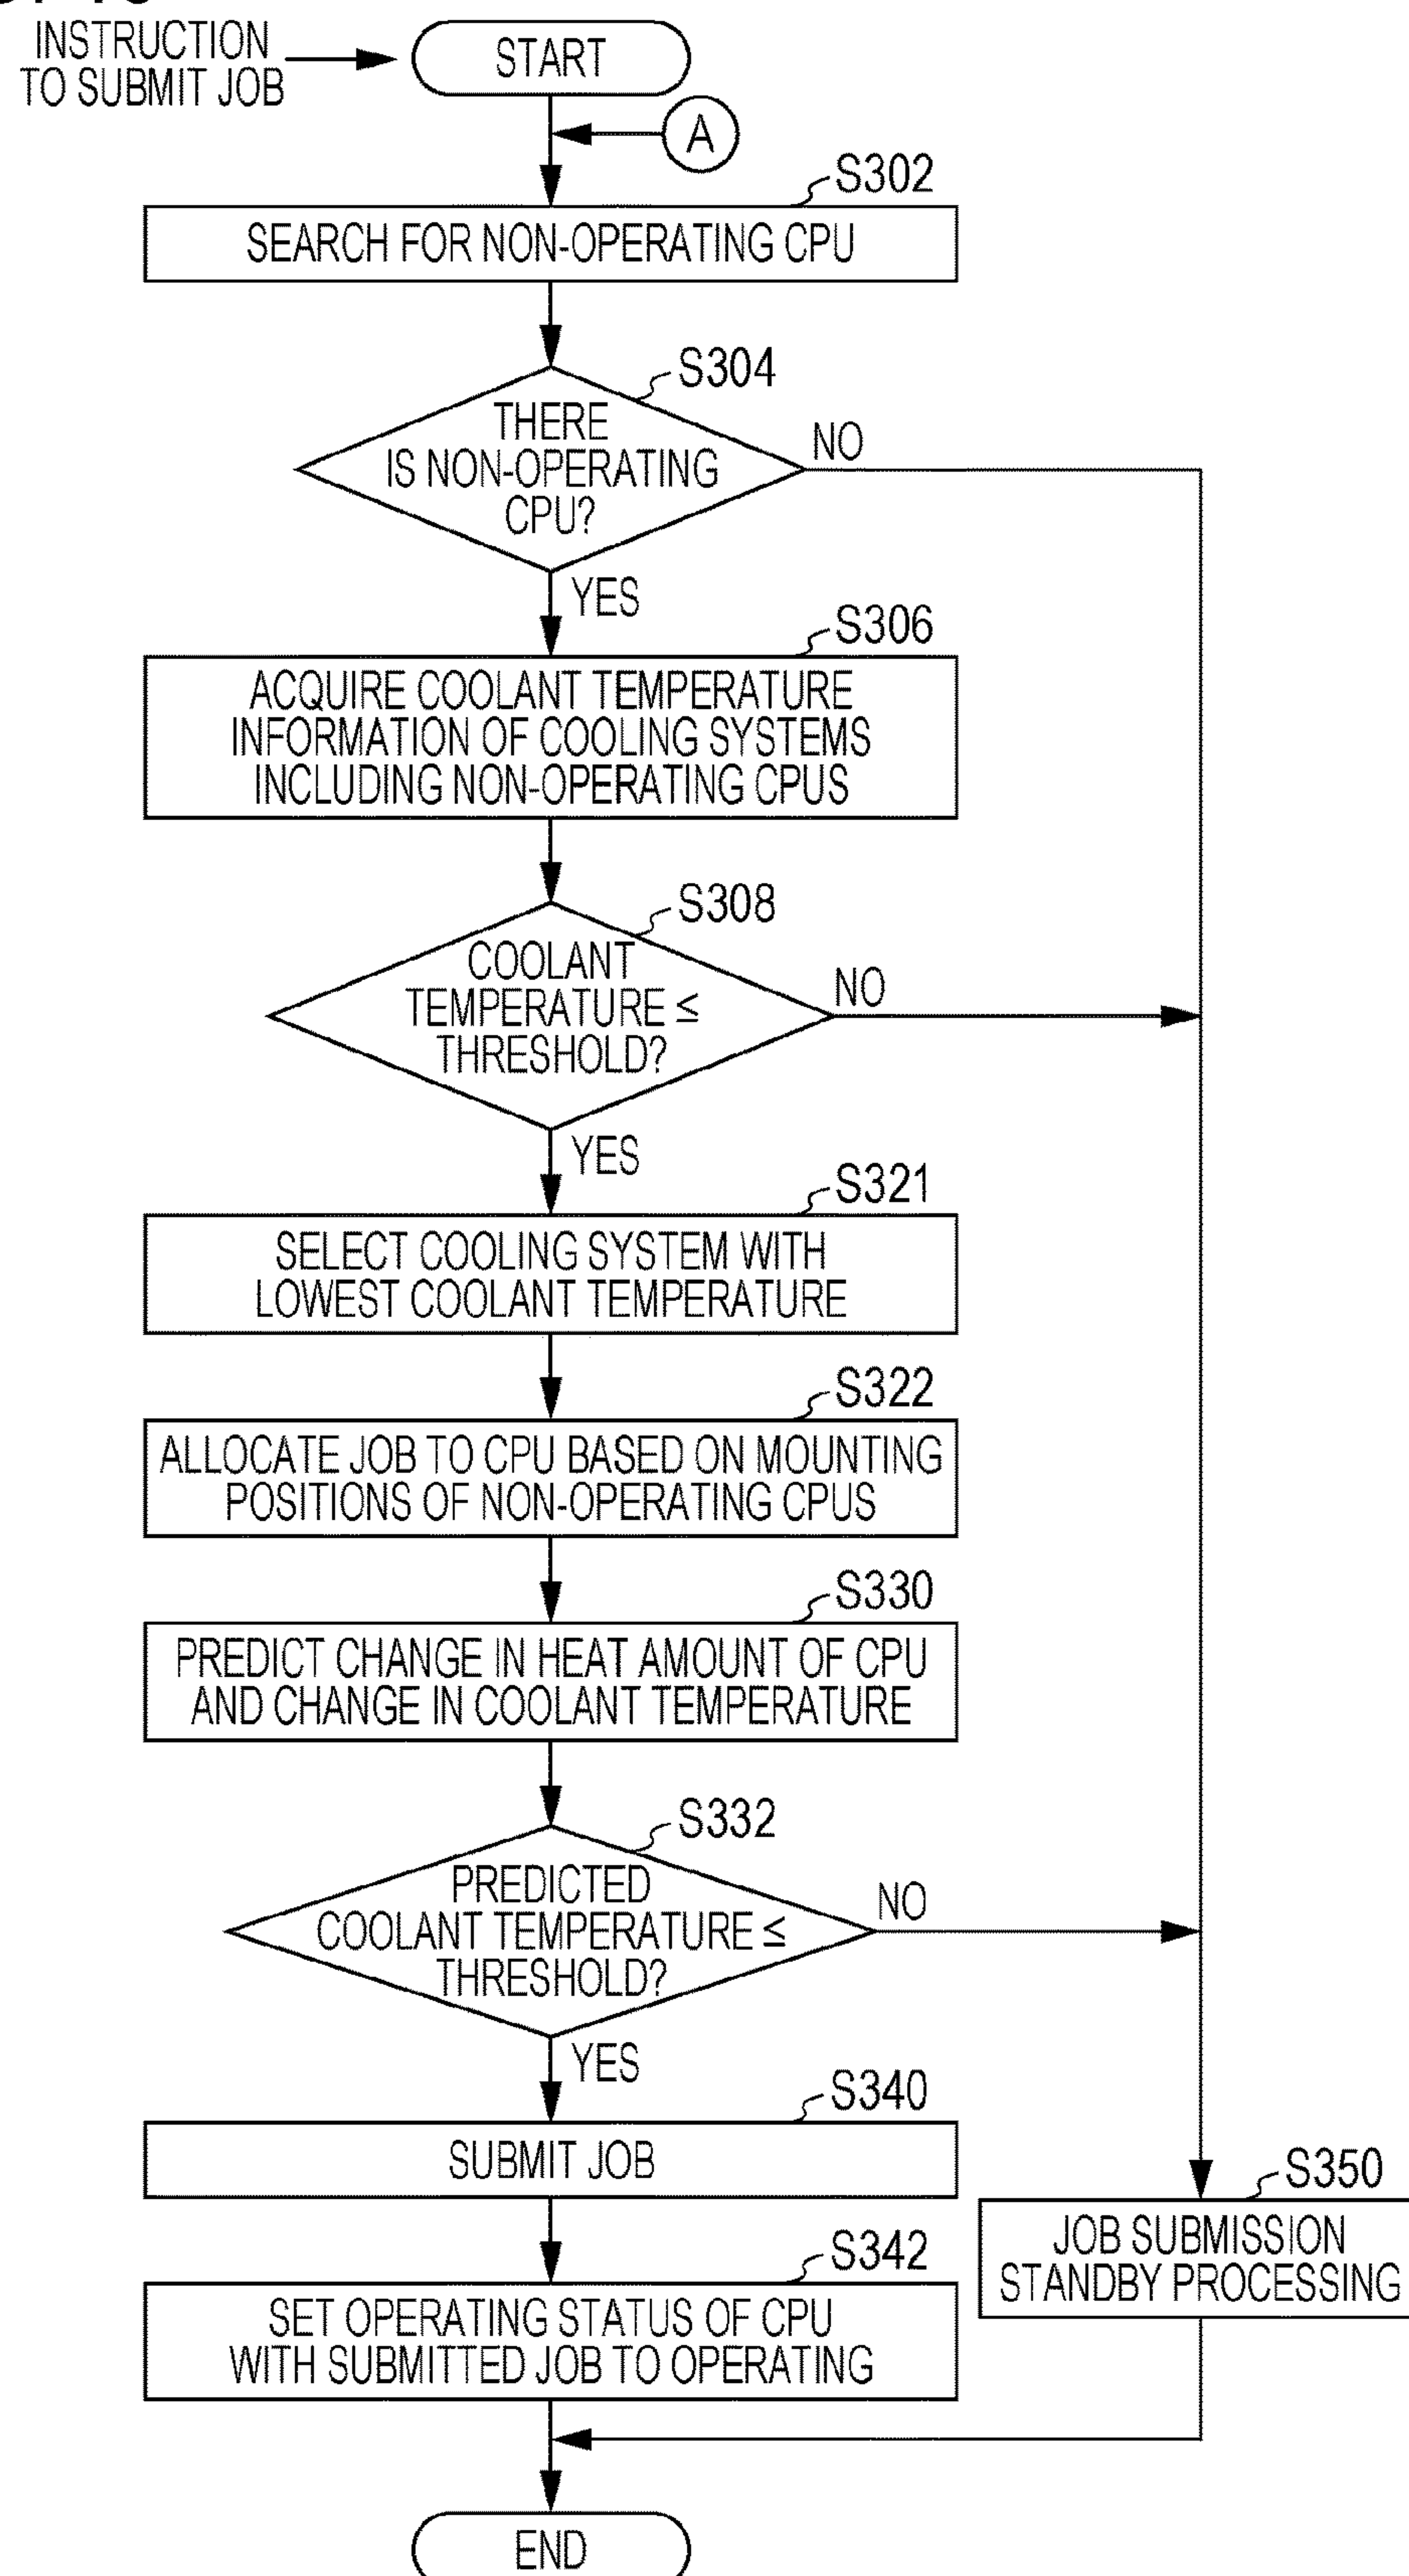 INSTRUCTION
TO SUBMIT JOB
START
A
S302
SEARCH FOR NON-OPERATING CPU
S304
THERE
IS NON-OPERATING
CPU?
NO
YES
S306
ACQUIRE COOLANT TEMPERATURE
INFORMATION OF COOLING SYSTEMS
INCLUDING NON-OPERATING CPUS
S308
COOLANT
TEMPERATURE ≤
THRESHOLD?
NO
YES
S321
SELECT COOLING SYSTEM WITH
LOWEST COOLANT TEMPERATURE
S322
ALLOCATE JOB TO CPU BASED ON MOUNTING
POSITIONS OF NON-OPERATING CPUS
S330
PREDICT CHANGE IN HEAT AMOUNT OF CPU
AND CHANGE IN COOLANT TEMPERATURE
S332
PREDICTED
COOLANT TEMPERATURE ≤
THRESHOLD?
NO
YES
S340
SUBMIT JOB
S350
JOB SUBMISSION
STANDBY PROCESSING
S342
SET OPERATING STATUS OF CPU
WITH SUBMITTED JOB TO OPERATING
END